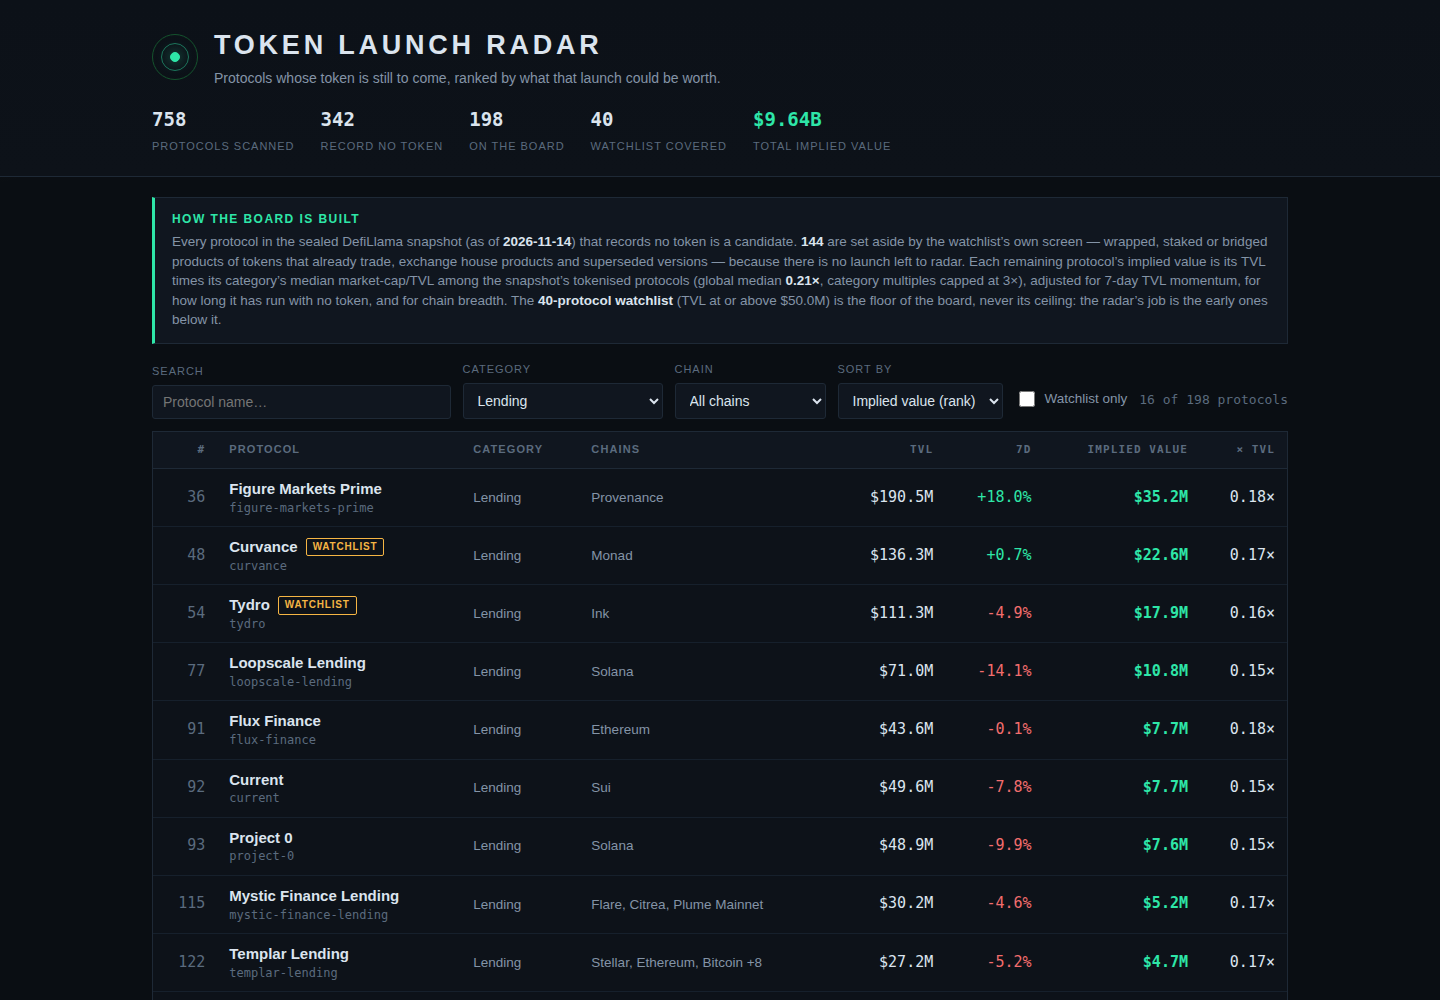 TOKEN LAUNCH RADAR
Protocols whose token is still to come, ranked by what that launch could be worth.
758 342 198 40 $9.64B
PROTOCOLS SCANNED RECORD NO TOKEN ON THE BOARD WATCHLIST COVERED TOTAL IMPLIED VALUE
HOW THE BOARD IS BUILT
Every protocol in the sealed DefiLlama snapshot (as of 2026-11-14) that records no token is a candidate. 144 are set aside by the watchlist’s own screen — wrapped, staked or bridged
products of tokens that already trade, exchange house products and superseded versions — because there is no launch left to radar. Each remaining protocol’s implied value is its TVL
times its category’s median market-cap/TVL among the snapshot’s tokenised protocols (global median 0.21×, category multiples capped at 3×), adjusted for 7-day TVL momentum, for
how long it has run with no token, and for chain breadth. The 40-protocol watchlist (TVL at or above $50.0M) is the floor of the board, never its ceiling: the radar’s job is the early ones
below it.
SEARCH CATEGORY CHAIN SORT BY
Protocol name… Lending All chains Implied value (rank) Watchlist only 16 of 198 protocols
# PROTOCOL CATEGORY CHAINS TVL 7D IMPLIED VALUE × TVL
36 Figure Markets Prime Lending Provenance $190.5M +18.0% $35.2M 0.18×
figure-markets-prime
48 Curvance WATCHLIST Lending Monad $136.3M +0.7% $22.6M 0.17×
curvance
54 Tydro WATCHLIST Lending Ink $111.3M -4.9% $17.9M 0.16×
tydro
77 Loopscale Lending Lending Solana $71.0M -14.1% $10.8M 0.15×
loopscale-lending
91 Flux Finance Lending Ethereum $43.6M -0.1% $7.7M 0.18×
flux-finance
92 Current Lending Sui $49.6M -7.8% $7.7M 0.15×
current
93 Project 0 Lending Solana $48.9M -9.9% $7.6M 0.15×
project-0
115 Mystic Finance Lending Lending Flare, Citrea, Plume Mainnet $30.2M -4.6% $5.2M 0.17×
mystic-finance-lending
122 Templar Lending Lending Stellar, Ethereum, Bitcoin +8 $27.2M -5.2% $4.7M 0.17×
templar-lending